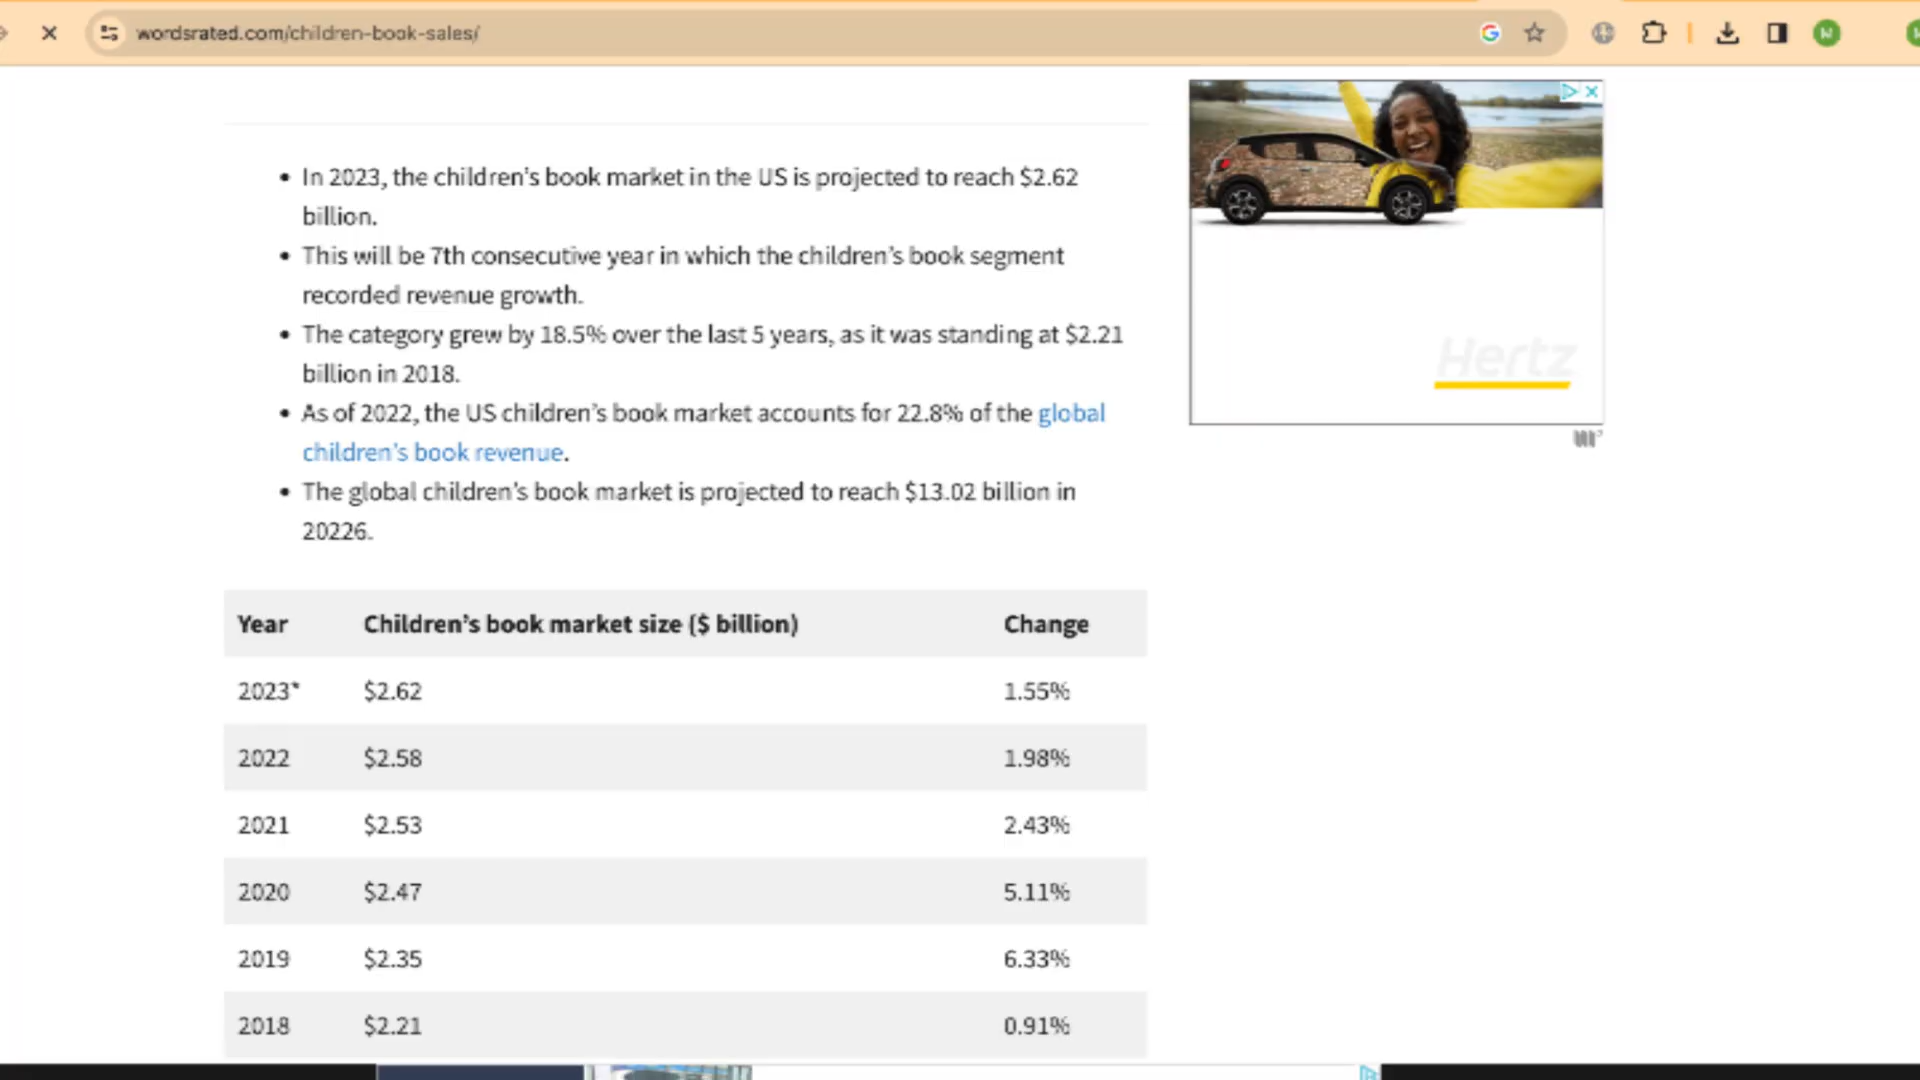 wordsrated.com/children-book-sales/
In 2023, the children's book market in the US is projected to reach $2.62
billion.
This will be 7th consecutive year in which the children's book segment
recorded revenue growth.
The category grew by 18.5% over the last 5 years, as it was standing at $2.21
billion in 2018.
As of 2022, the US children's book market accounts for 22.8% of the global
children's book revenue.
The global children's book market is projected to reach $13.02 billion in
20226.
Hertz
Year Children's book market size ($ billion) Change
2023* $2.62 1.55%
2022 $2.58 1.98%
2021 $2.53 2.43%
2020 $2.47 5.11%
2019 $2.35 6.33%
2018 $2.21 0.91%